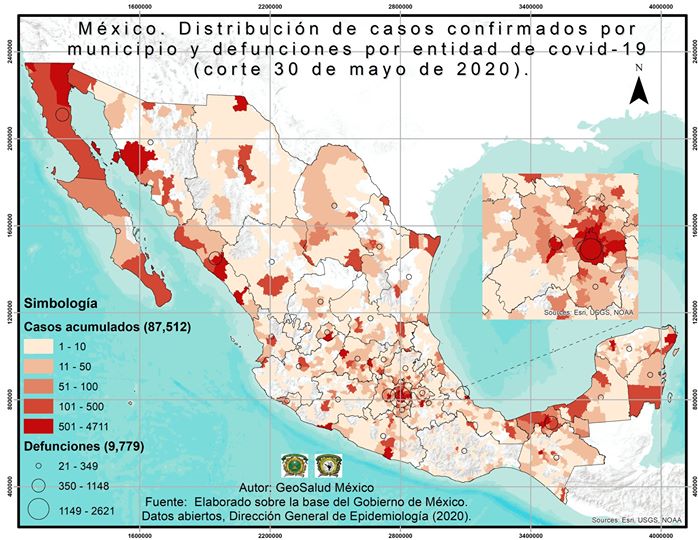 1600000 2200000 2800000 3400000 4000000
México. Distribución de casos confirmados por
municipio y defunciones por entidad de covid-19
(corte 30 de mayo de 2020).
N
2400000 2400000
2000000 2000000
1600000 1600000
1200000 1200000
800000 800000
400000 400000
Sources: Esri, USGS, NOAA
Simbología
Casos acumulados (87,512)
1 - 10
11 - 50
51 - 100
101 - 500
501 - 4711
Defunciones (9,779)
21 - 349
350 - 1148
1149 - 2621
Autor: GeoSalud México
Fuente: Elaborado sobre la base del Gobierno de México.
Datos abiertos, Dirección General de Epidemiología (2020).
Sources: Esri, USGS, NOAA
1600000 2200000 2800000 3400000 4000000